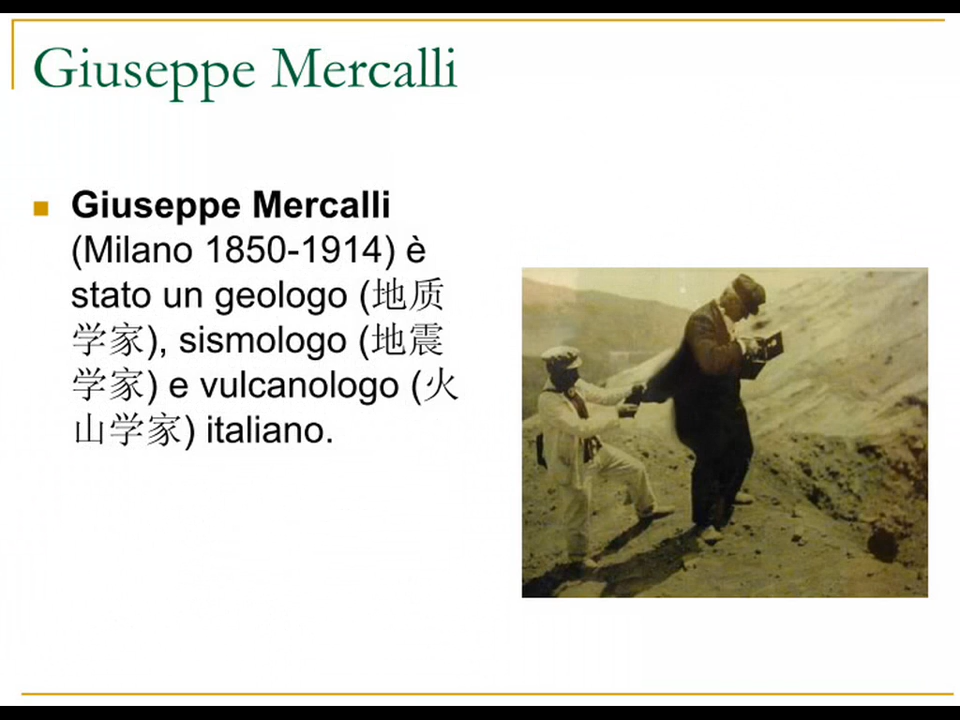 Giuseppe Mercalli
Giuseppe Mercalli
(Milano 1850-1914) è
stato un geologo (地质
学家), sismologo (地震
学家) e vulcanologo (火
山学家) italiano.